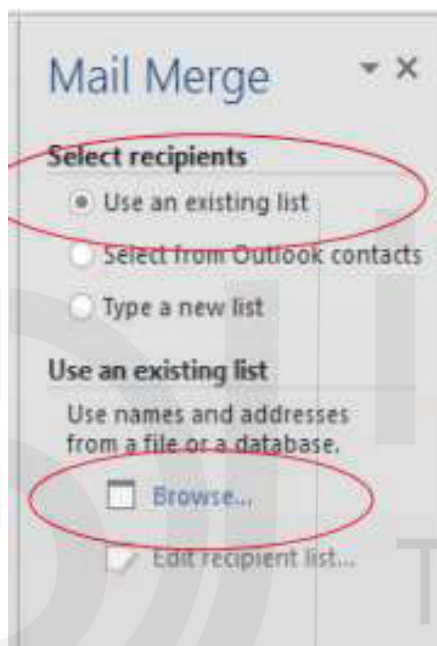 Mail Merge
Select recipients
Use an existing list
Select from Outlook contacts
Type a new list
Use an existing list
Use names and addresses
from a file or a database.
Browse...
Edit recipient list...